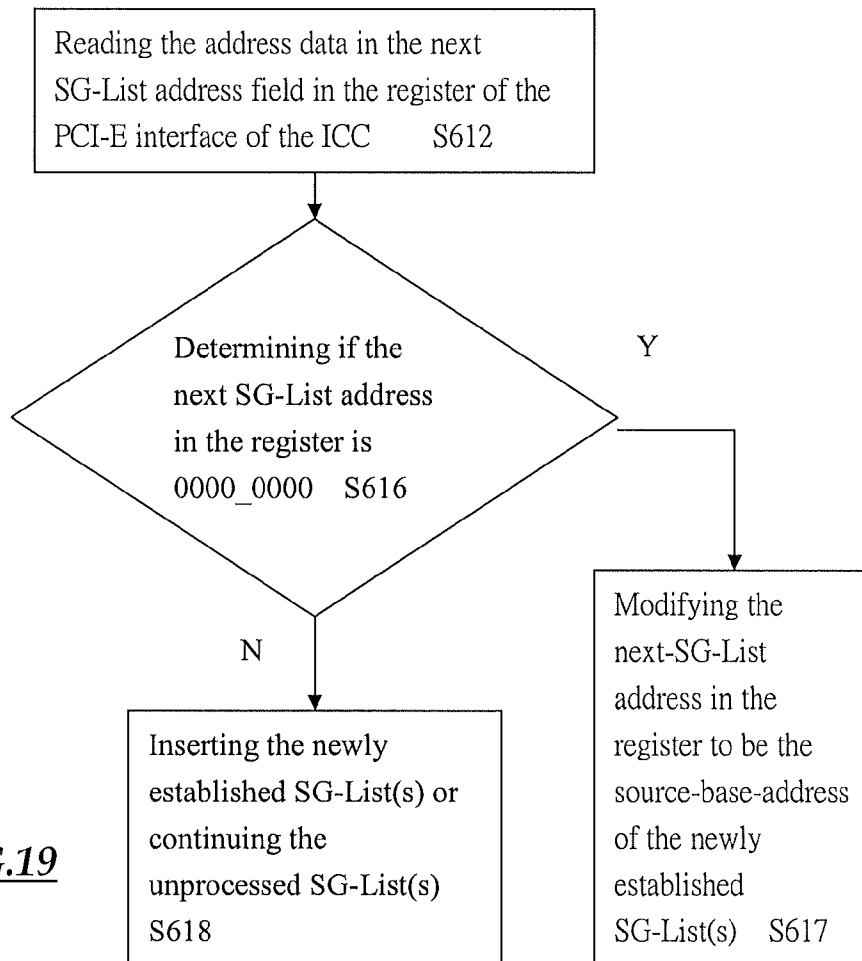 Reading the address data in the next
SG-List address field in the register of the
PCI-E interface of the ICC S612
Determining if the
next SG-List address
in the register is
0000_0000 S616
Y
N
Modifying the
next-SG-List
address in the
register to be the
source-base-address
of the newly
established
SG-List(s) S617
Inserting the newly
established SG-List(s) or
continuing the
unprocessed SG-List(s)
S618
G.19